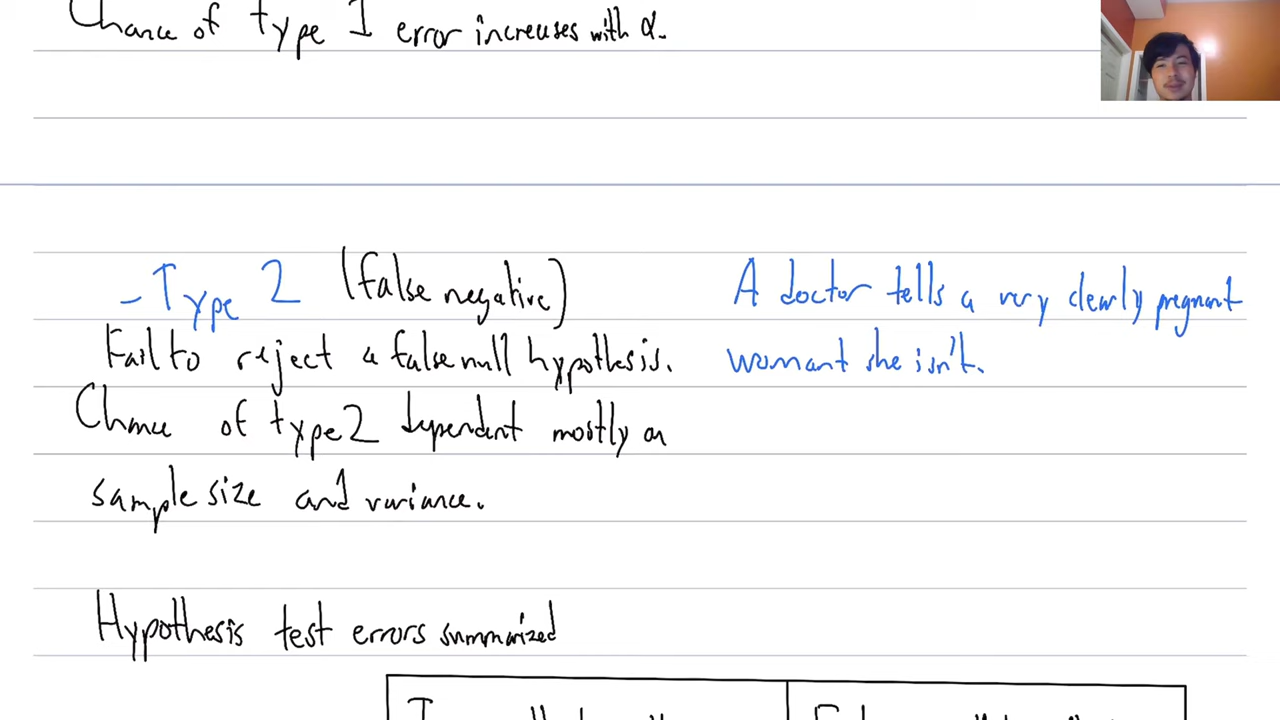 Chance of type 1 error increases with α.
- Type 2 (false negative)
Fail to reject a false null hypothesis.
Chance of type 2 dependent mostly on
sample size and variance.
A doctor tells a very clearly pregnant
womant she isn't.
Hypothesis test errors summarized